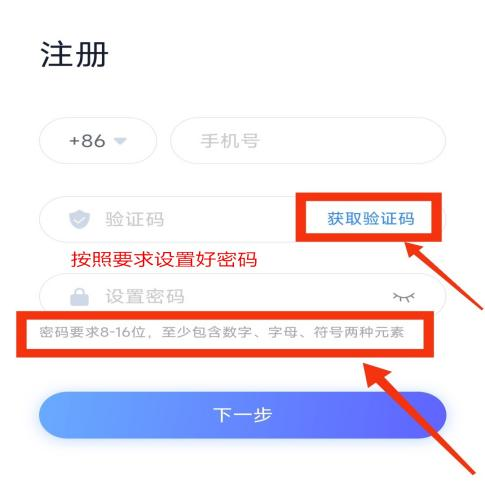 注册
+86 手机号
验证码 获取验证码
按照要求设置好密码
设置密码
密码要求8-16位，至少包含数字、字母、符号两种元素
下一步